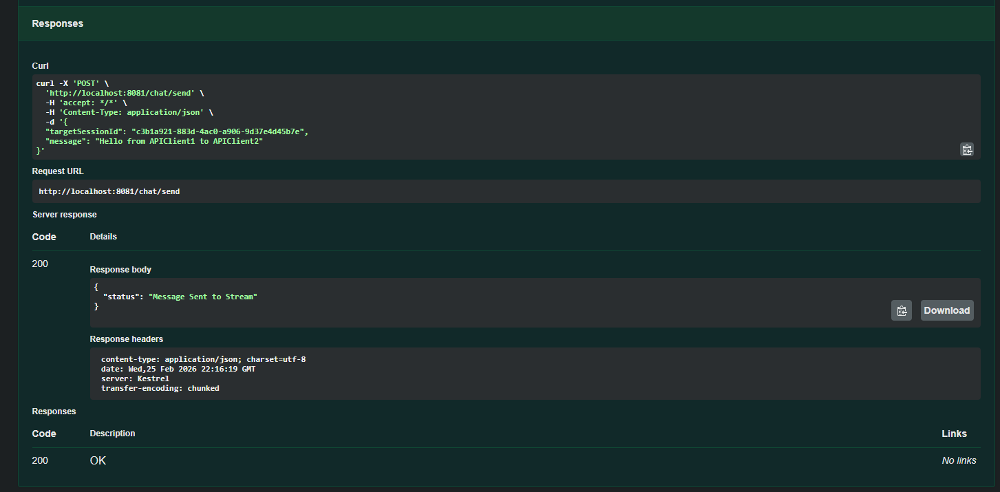 Responses
Curl
curl -X 'POST' \
  'http://localhost:8081/chat/send' \
  -H 'accept: */*' \
  -H 'Content-Type: application/json' \
  -d '{
  "targetSessionId": "c3b1a921-883d-4ac0-a906-9d37e4d45b7e",
  "message": "Hello from APIClient1 to APIClient2"
}'
Request URL
http://localhost:8081/chat/send
Server response
Code Details
200
Response body
{
  "status": "Message Sent to Stream"
}
Download
Response headers
content-type: application/json; charset=utf-8
date: Wed,25 Feb 2026 22:16:19 GMT
server: Kestrel
transfer-encoding: chunked
Responses
Code Description Links
200 OK No links